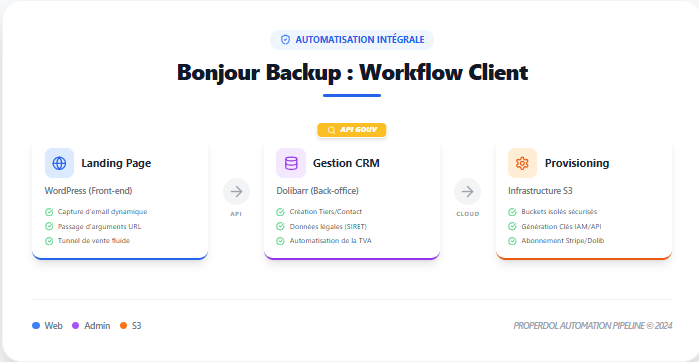 AUTOMATISATION INTÉGRALE
Bonjour Backup : Workflow Client
API GOUV
Landing Page
WordPress (Front-end)
Capture d'email dynamique
Passage d'arguments URL
Tunnel de vente fluide
API
Gestion CRM
Dolibarr (Back-office)
Création Tiers/Contact
Données légales (SIRET)
Automatisation de la TVA
CLOUD
Provisioning
Infrastructure S3
Buckets isolés sécurisés
Génération Clés IAM/API
Abonnement Stripe/Dolib
Web Admin S3
PROPERDOL AUTOMATION PIPELINE © 2024